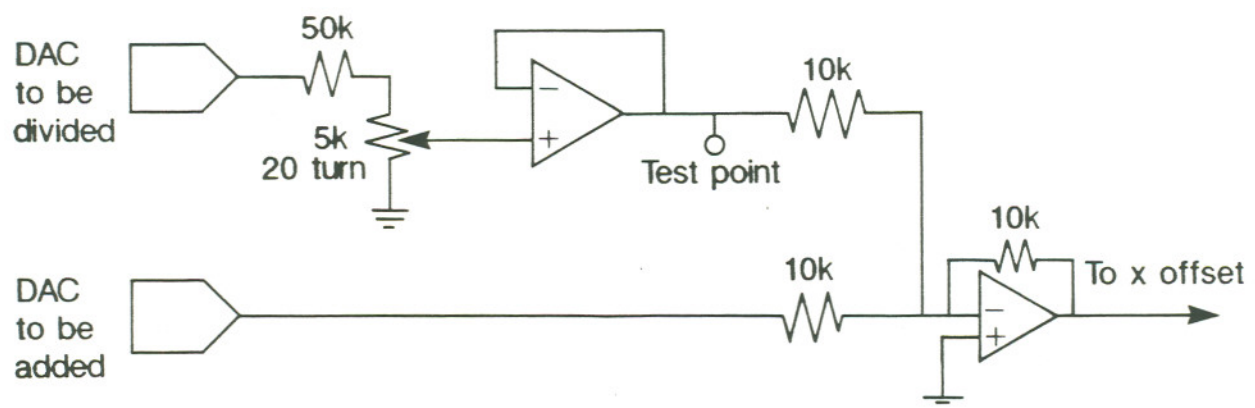 DAC
to be
divided
50k
5k
20 turn
−
+
Test point
10k
DAC
to be
added
10k
10k
−
+
To x offset